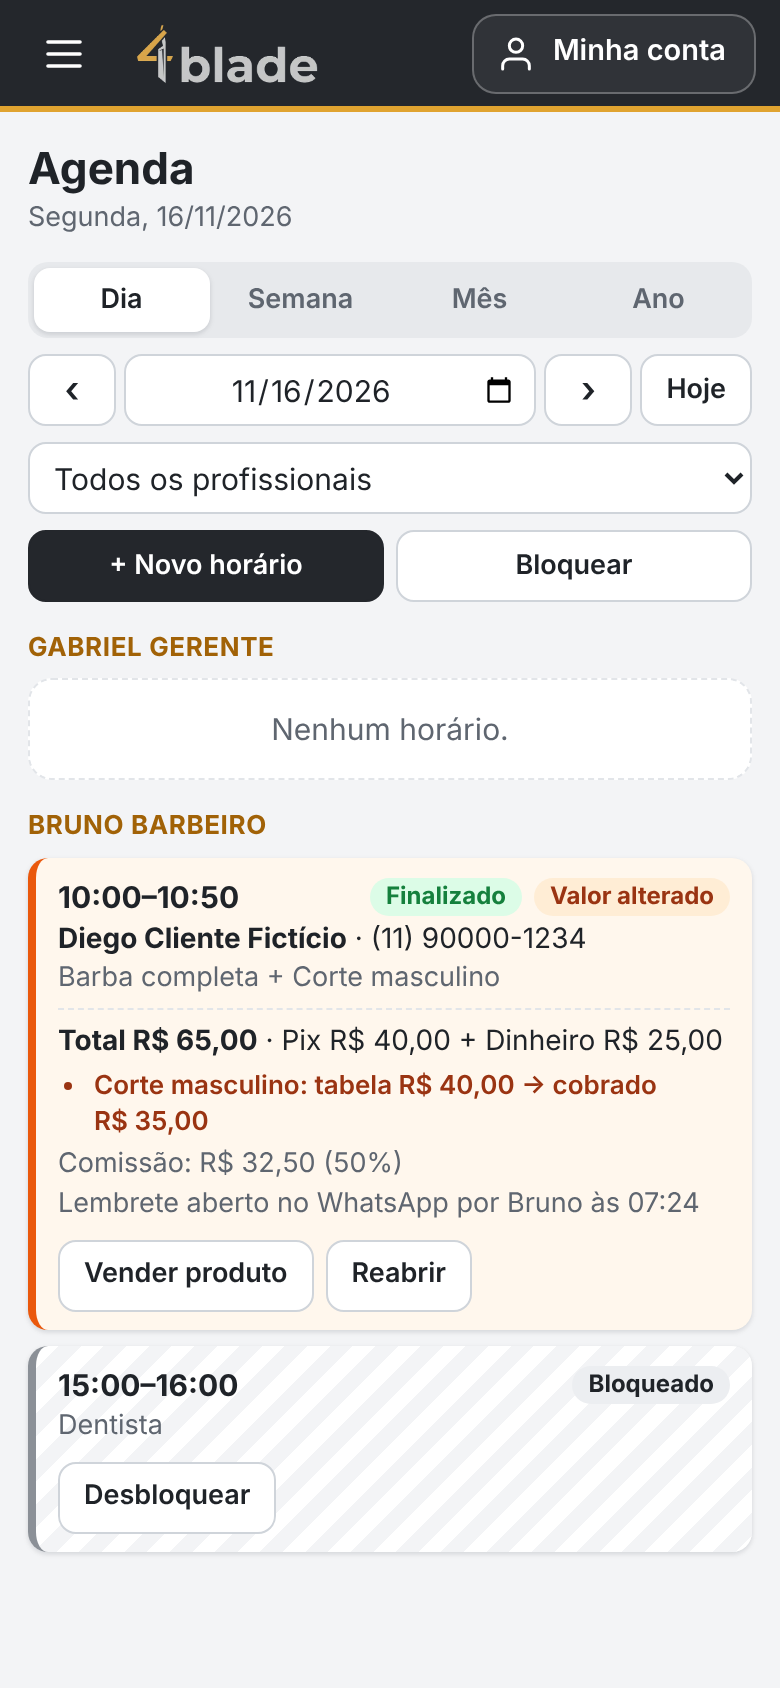 4blade
Minha conta
Agenda
Segunda, 16/11/2026
Dia
Semana
Mês
Ano
‹
11/16/2026
›
Hoje
Todos os profissionais
+ Novo horário
Bloquear
GABRIEL GERENTE
Nenhum horário.
BRUNO BARBEIRO
10:00–10:50
Finalizado
Valor alterado
Diego Cliente Fictício · (11) 90000-1234
Barba completa + Corte masculino
Total R$ 65,00 · Pix R$ 40,00 + Dinheiro R$ 25,00
• Corte masculino: tabela R$ 40,00 → cobrado
R$ 35,00
Comissão: R$ 32,50 (50%)
Lembrete aberto no WhatsApp por Bruno às 07:24
Vender produto
Reabrir
15:00–16:00
Bloqueado
Dentista
Desbloquear